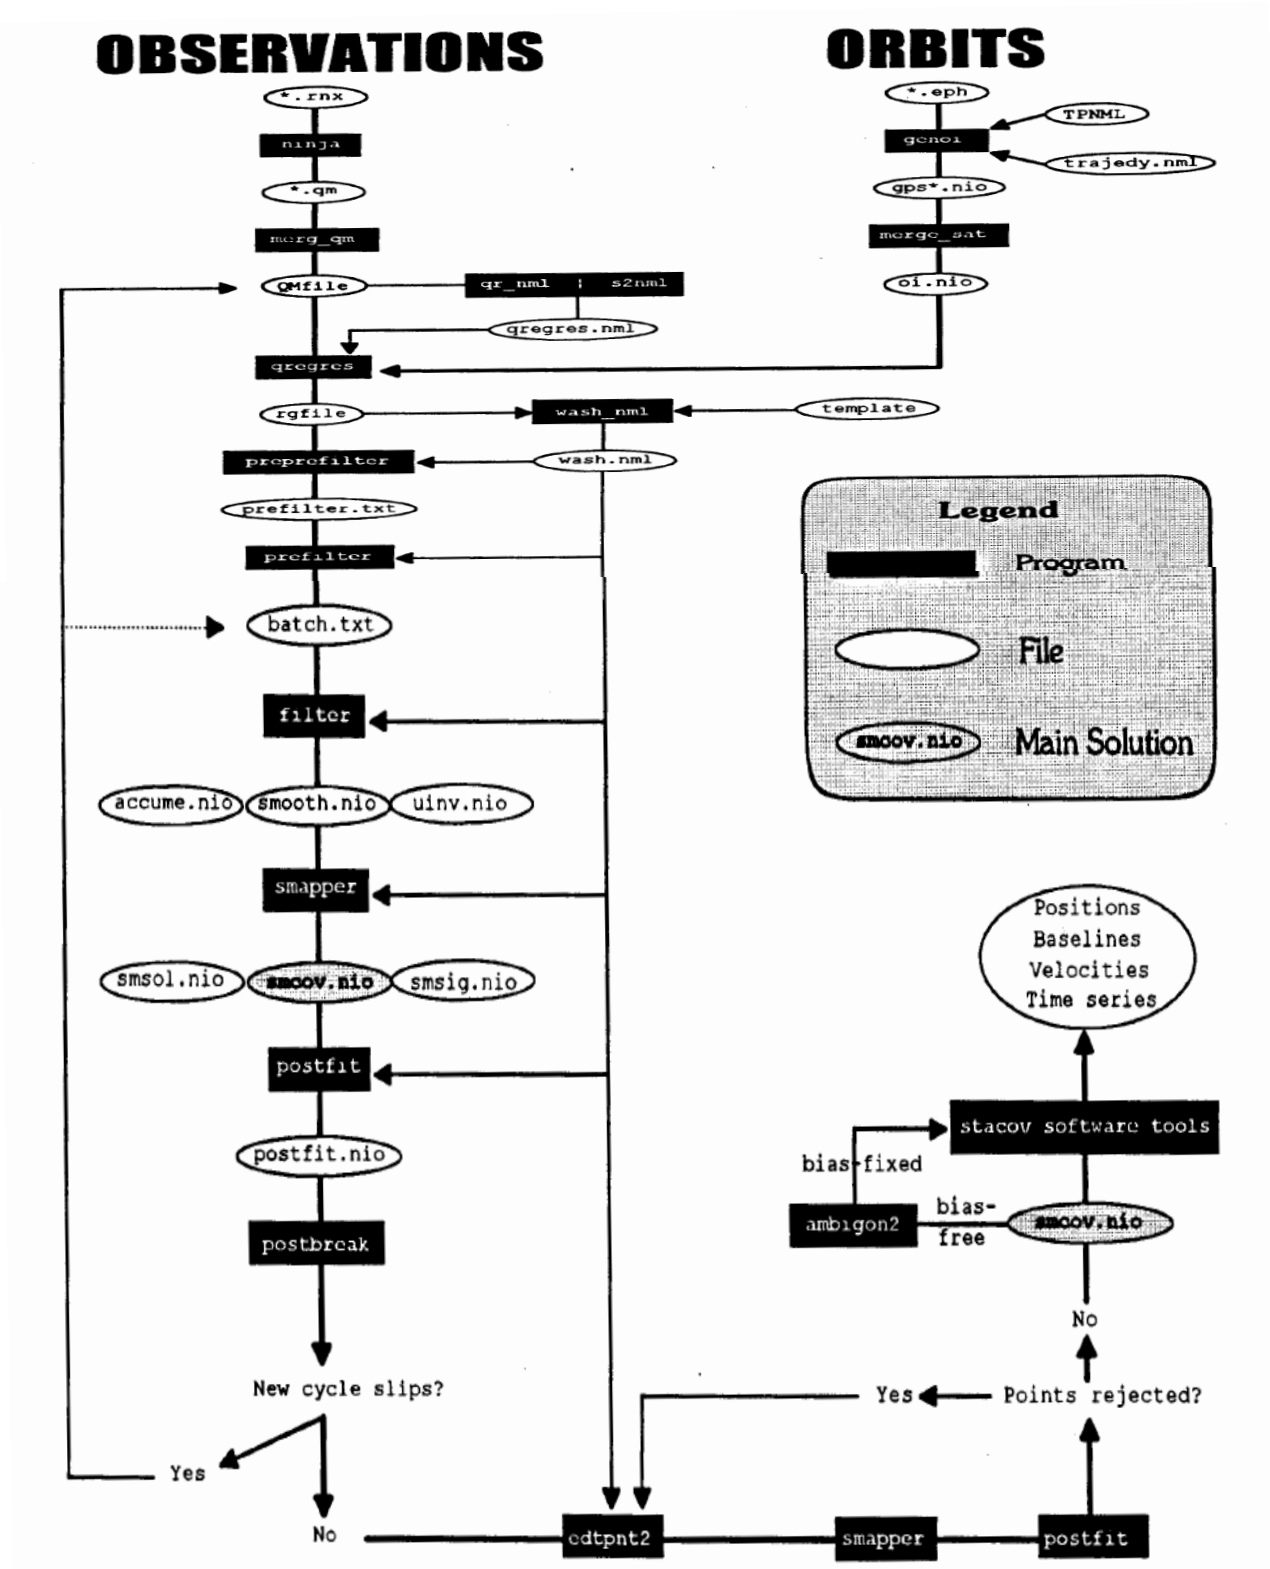 OBSERVATIONS
ORBITS
*.rnx
*.eph
TPNML
ninja
genoi
trajedy.nml
*.qm
gps*.nio
merg_qm
merge_sat
QMfile
qr_nml ¦ s2nml
oi.nio
qregres.nml
qregres
rgfile
wash_nml
template
preprefilter
wash.nml
prefilter.txt
Legend
prefilter
Program
batch.txt
File
filter
smcov.nio
Main Solution
accume.nio
smooth.nio
uinv.nio
smapper
Positions
Baselines
Velocities
Time series
smsol.nio
smcov.nio
smsig.nio
postfit
stacov software tools
postfit.nio
bias-fixed
ambigon2
bias-
free
smcov.nio
postbreak
No
New cycle slips?
Yes
Points rejected?
Yes
No
edtpnt2
smapper
postfit